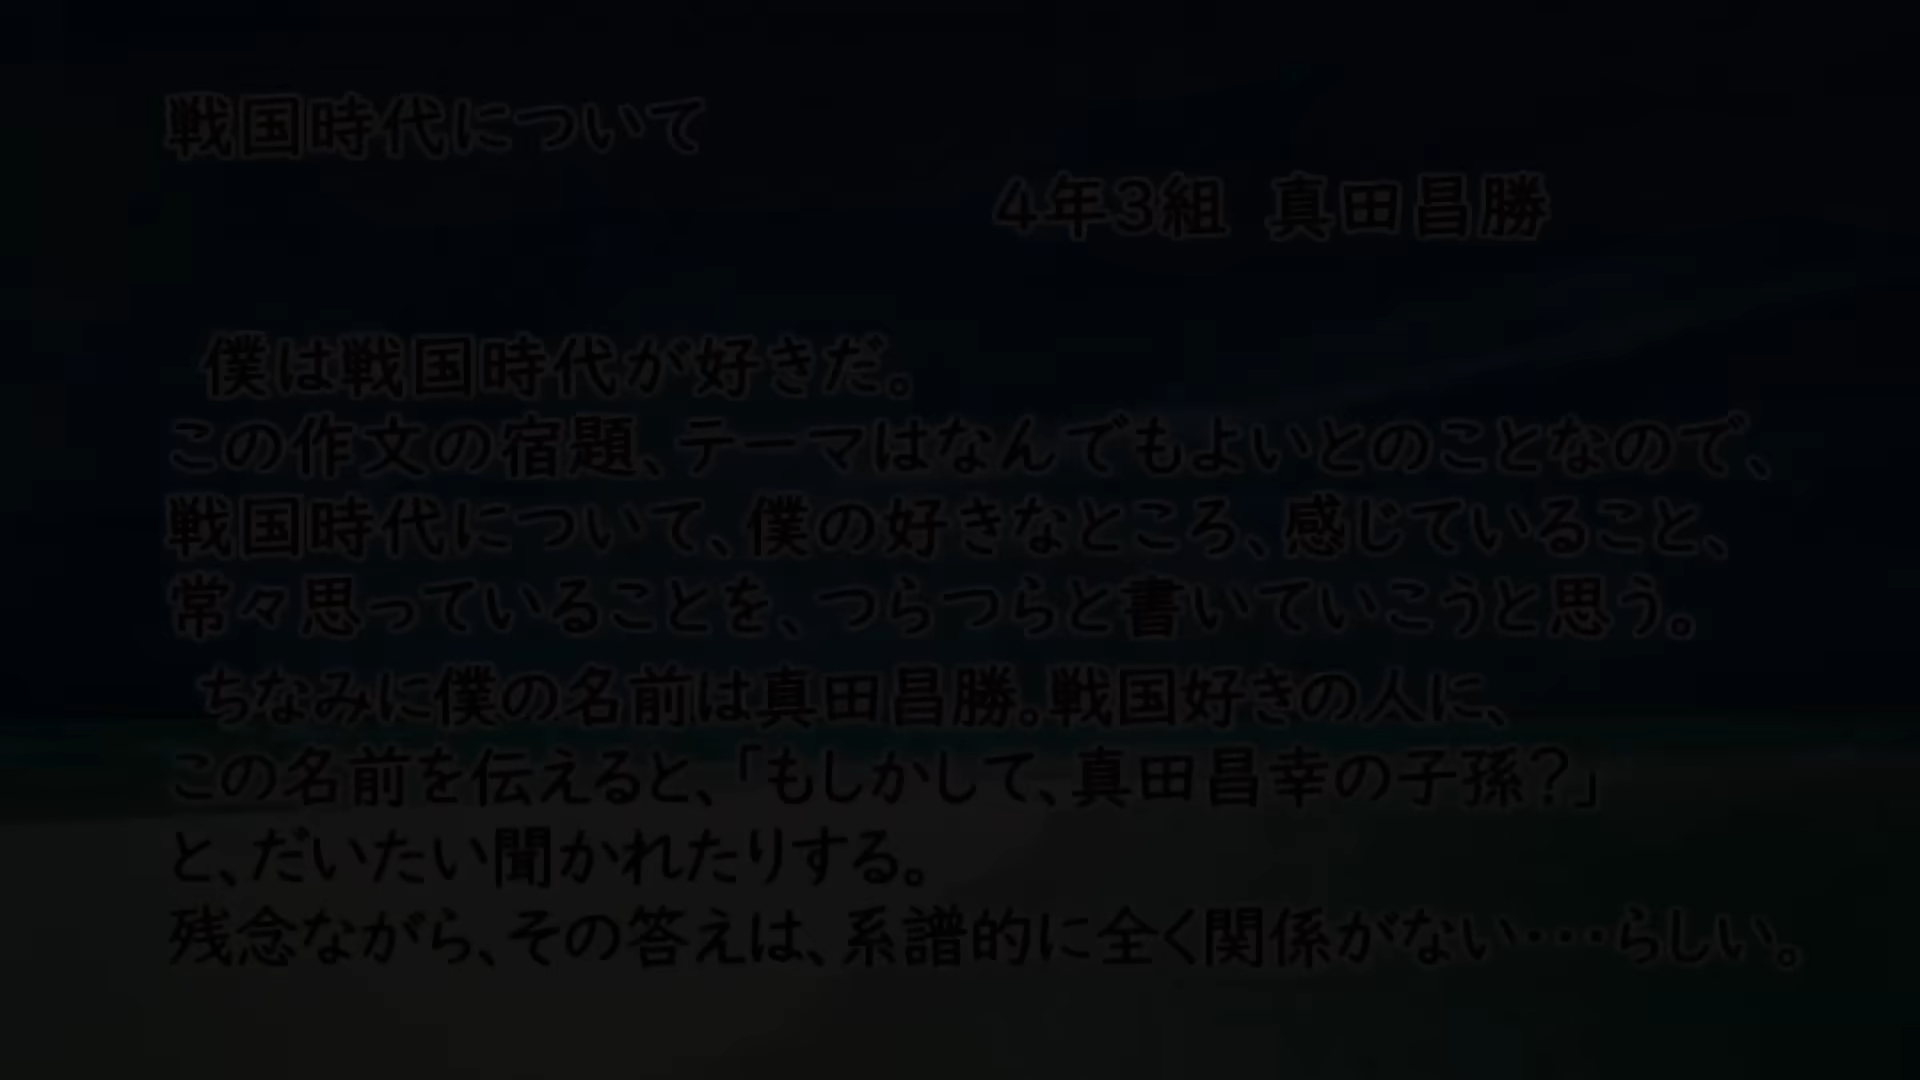 戦国時代について
4年3組 真田昌勝
僕は戦国時代が好きだ。
この作文の宿題、テーマはなんでもよいとのことなので、
戦国時代について、僕の好きなところ、感じていること、
常々思っていることを、つらつらと書いていこうと思う。
ちなみに僕の名前は真田昌勝。戦国好きの人に、
この名前を伝えると、「もしかして、真田昌幸の子孫?」
と、だいたい聞かれたりする。
残念ながら、その答えは、系譜的に全く関係がない・・・らしい。